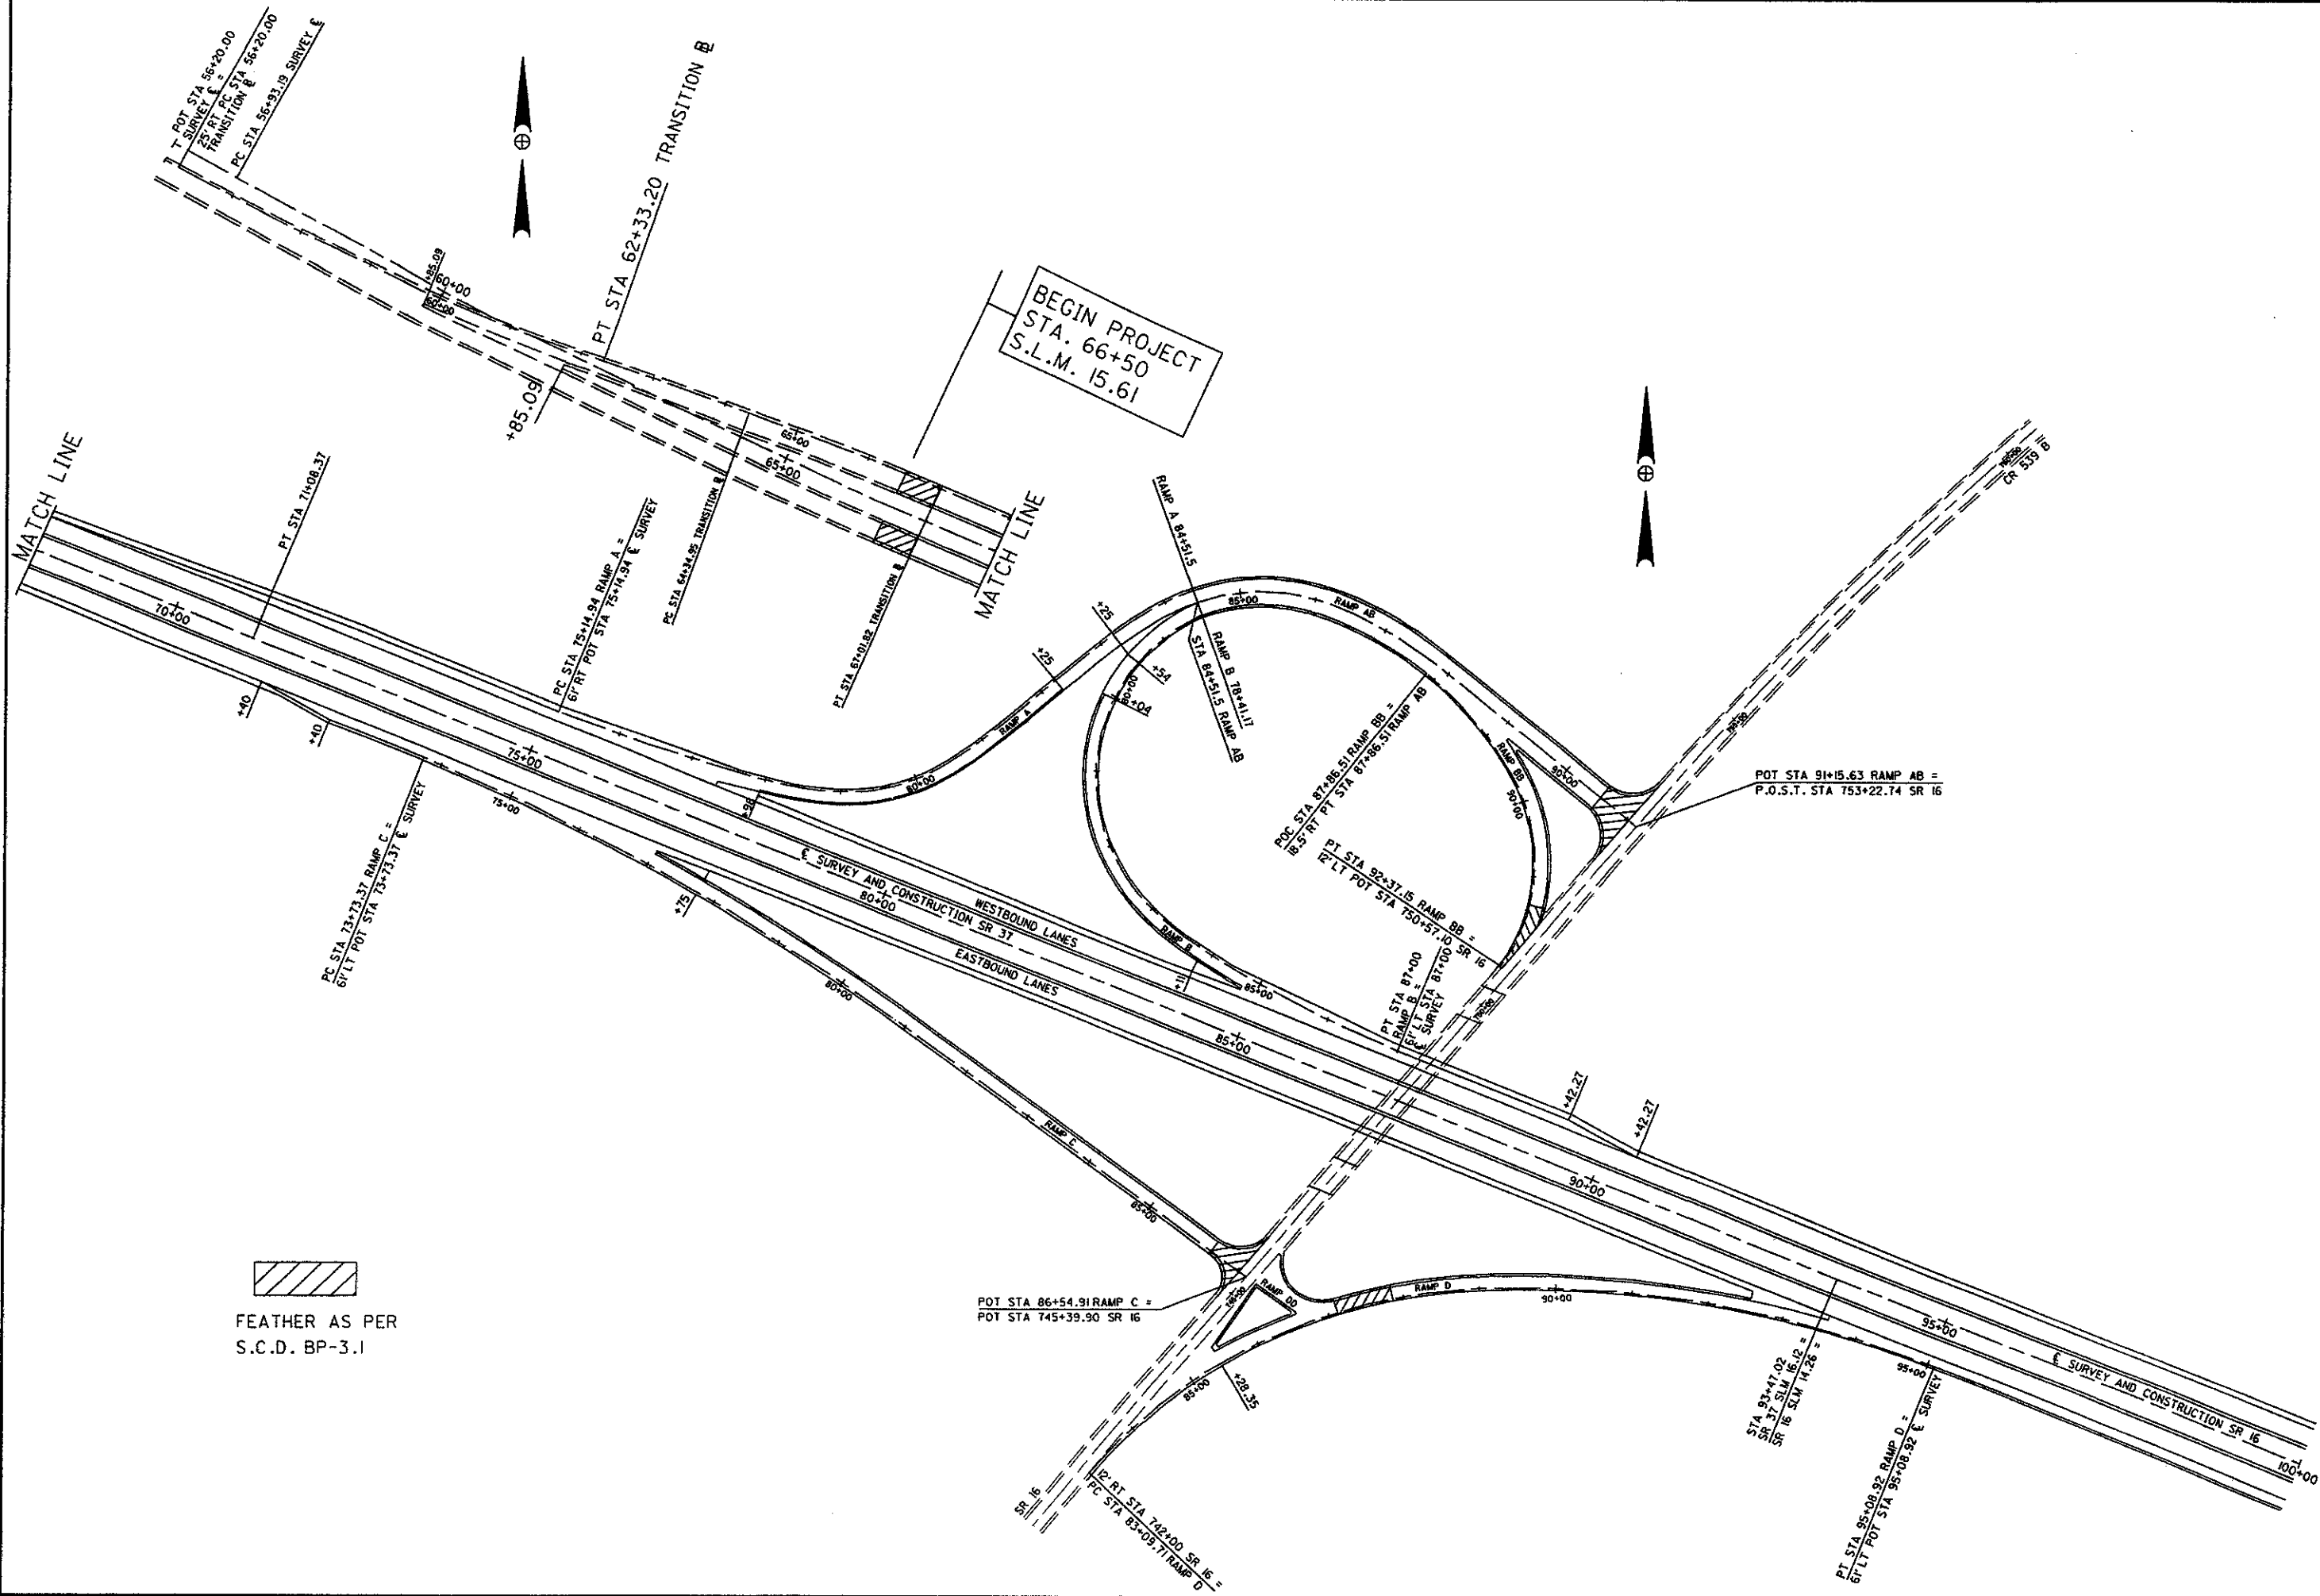 POT STA 56+20.00
SURVEY ℄ =
25' RT PC STA 56+20.00
TRANSITION ℄
PC STA 56+93.19 SURVEY ℄
+85.09
60+00
PT STA 62+33.20 TRANSITION ℄
+85.09
BEGIN PROJECT
STA. 66+50
S.L.M. 15.61
65+00
65+00
PC STA 64+34.95 TRANSITION ℄
PT STA 67+01.82 TRANSITION ℄
MATCH LINE
MATCH LINE
PT STA 71+08.37
70+00
+40
+40
PC STA 75+14.94 RAMP A =
61' RT POT STA 75+14.94 ℄ SURVEY
75+00
75+00
PC STA 73+73.37 RAMP C =
61' LT POT STA 73+73.37 ℄ SURVEY
+98
+75
80+00
RAMP A
+25
+25
+54
80+00
+04
RAMP A 84+51.5
RAMP B 78+41.17
STA 84+51.5 RAMP AB
85+00
RAMP AB
POC STA 87+86.51 RAMP BB =
18.5' RT PT STA 87+86.51 RAMP AB
RAMP BB
90+00
90+00
POT STA 91+15.63 RAMP AB =
P.O.S.T. STA 753+22.74 SR 16
CR 539 B
PT STA 92+37.15 RAMP BB =
12' LT POT STA 750+57.10 SR 16
PT STA 87+00
RAMP B =
61' LT STA 87+00
℄ SURVEY
℄ SURVEY AND CONSTRUCTION SR 37
80+00
WESTBOUND LANES
EASTBOUND LANES
RAMP B
+11
85+00
85+00
80+00
RAMP C
85+00
+42.27
+42.27
90+00
POT STA 86+54.91 RAMP C =
POT STA 745+39.90 SR 16
RAMP DD
RAMP D
90+00
85+00
+28.35
SR 16
12' RT STA 742+00 SR 16 =
PC STA 83+09.71 RAMP D
STA 93+47.02
SR 37 SLM 16.12 =
SR 16 SLM 14.26 =
95+00
95+00
PT STA 95+08.92 RAMP D =
61' LT POT STA 95+08.92 ℄ SURVEY
℄ SURVEY AND CONSTRUCTION SR 16
100+00
FEATHER AS PER
S.C.D. BP-3.1